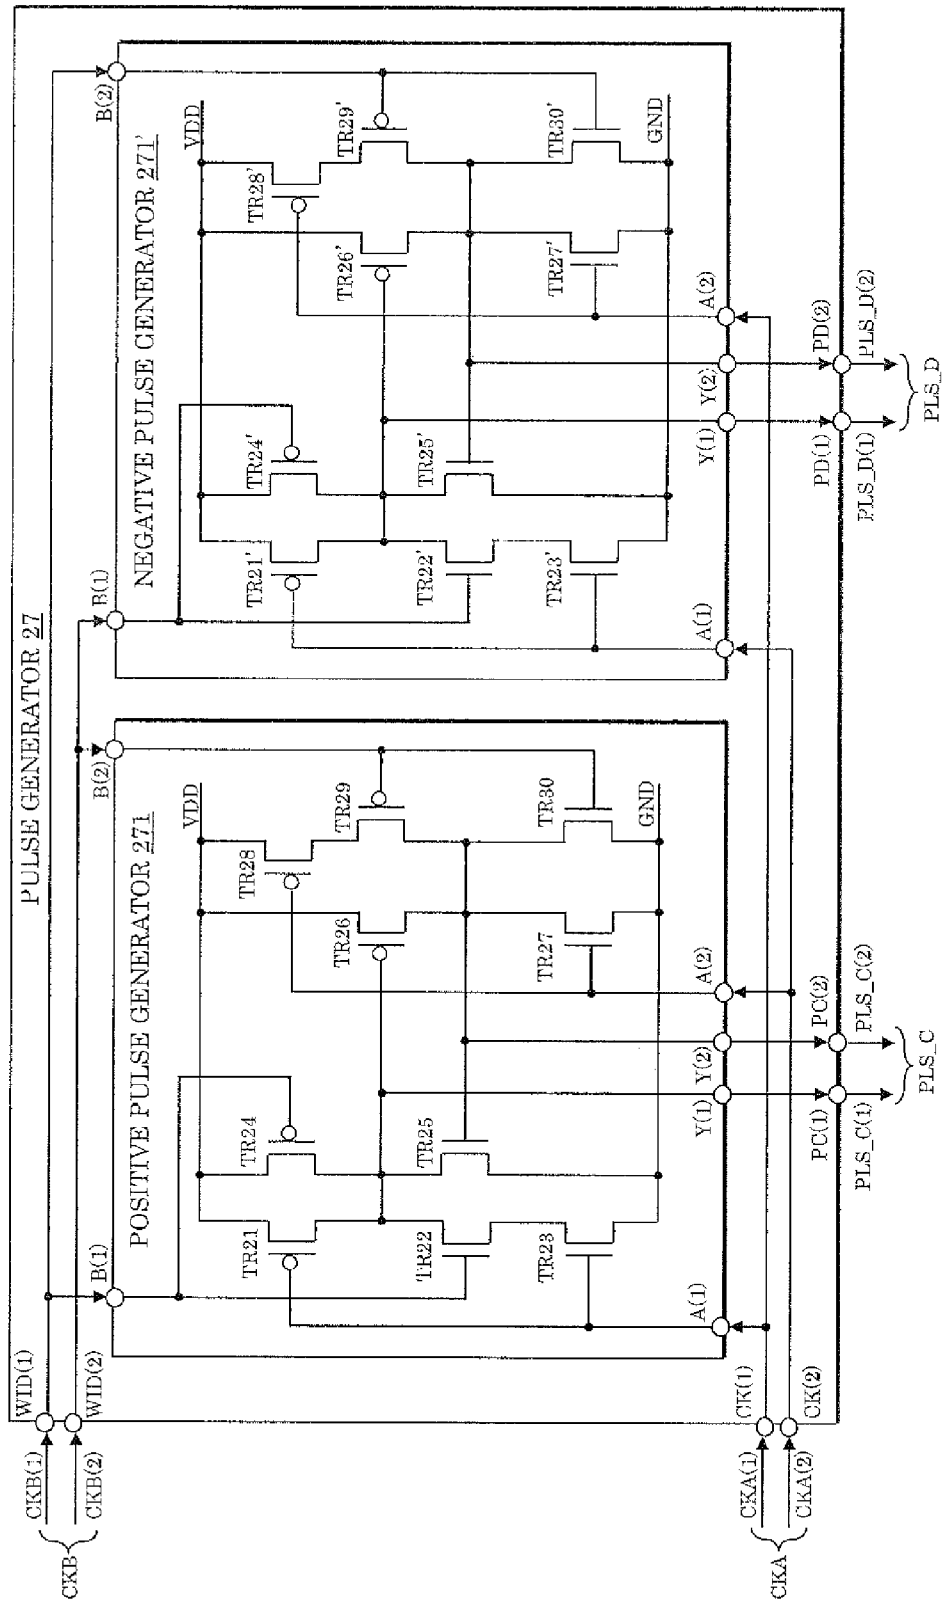 PULSE GENERATOR 27
CKB
CKB(1)
CKB(2)
WID(1)
WID(2)
B(1)
B(2)
B(1)
B(2)
POSITIVE PULSE GENERATOR 271
VDD
TR21
TR24
TR28
TR26
TR29
TR22
TR25
TR23
TR27
TR30
GND
A(1)
Y(1)
Y(2)
A(2)
NEGATIVE PULSE GENERATOR 271'
VDD
TR21'
TR24'
TR28'
TR26'
TR29'
TR22'
TR25'
TR23'
TR27'
TR30'
GND
A(1)
Y(1)
Y(2)
A(2)
CKA
CKA(1)
CKA(2)
CK(1)
CK(2)
PC(1)
PC(2)
PD(1)
PD(2)
PLS_C(1)
PLS_C(2)
PLS_D(1)
PLS_D(2)
PLS_C
PLS_D